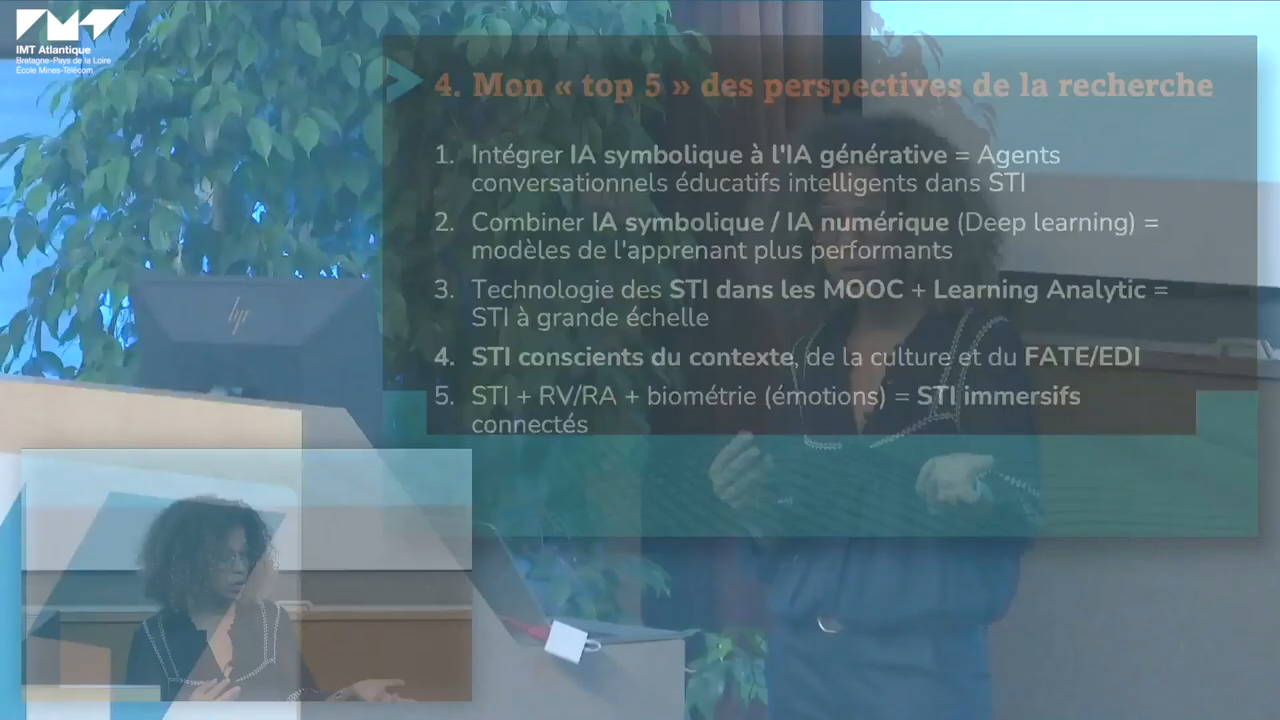 IMT Atlantique
Bretagne-Pays de la Loire
École Mines-Télécom
4. Mon « top 5 » des perspectives de la recherche
1. Intégrer IA symbolique à l'IA générative = Agents
conversationnels éducatifs intelligents dans STI
2. Combiner IA symbolique / IA numérique (Deep learning) =
modèles de l'apprenant plus performants
3. Technologie des STI dans les MOOC + Learning Analytic =
STI à grande échelle
4. STI conscients du contexte, de la culture et du FATE/EDI
5. STI + RV/RA + biométrie (émotions) = STI immersifs
connectés
hp